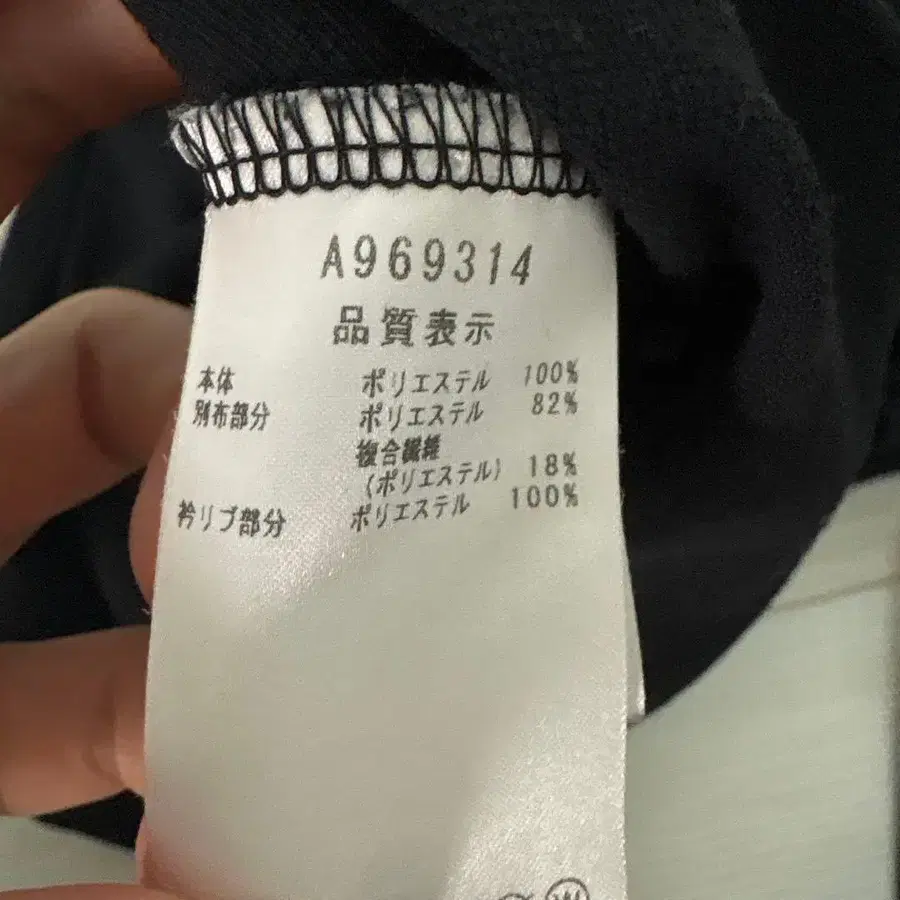 A969314
品質表示
本体 ポリエステル 100%
別布部分 ポリエステル 82%
複合繊維
(ポリエステル) 18%
衿リブ部分 ポリエステル 100%